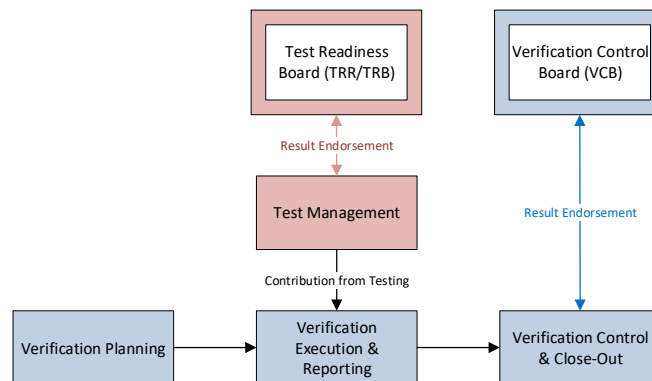 Test Readiness
Board (TRR/TRB)
Verification Control
Board (VCB)
Result Endorsement
Test Management
Result Endorsement
Contribution from Testing
Verification Planning
Verification
Execution &
Reporting
Verification Control
& Close-Out